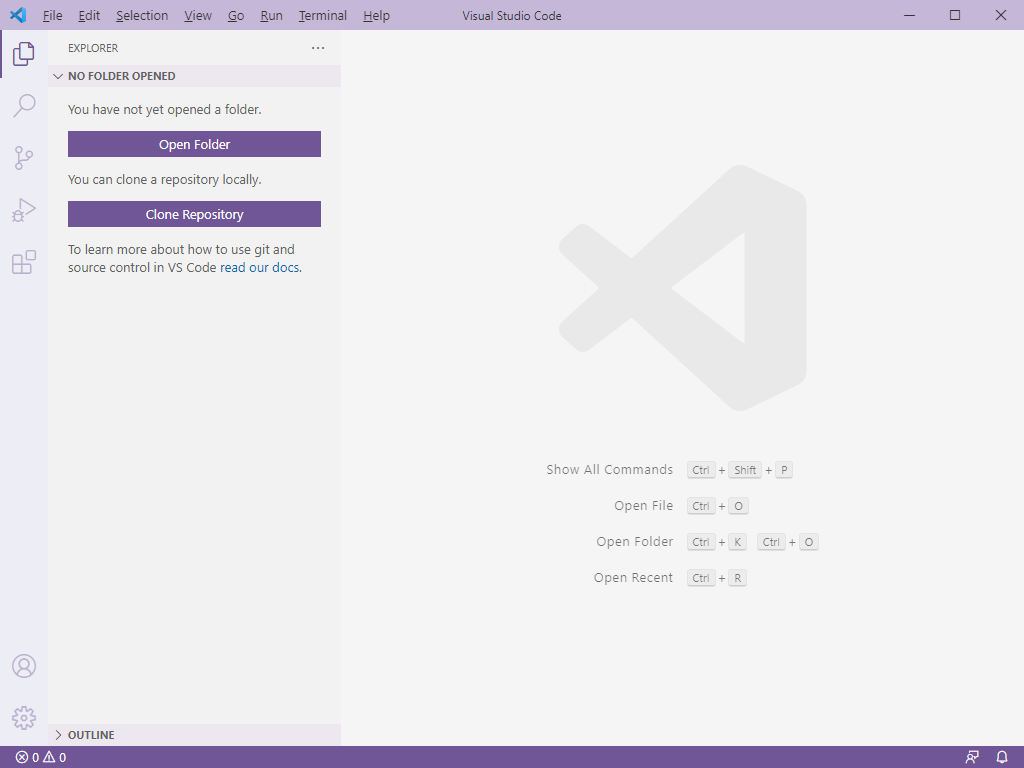 File Edit Selection View Go Run Terminal Help Visual Studio Code
EXPLORER
NO FOLDER OPENED
You have not yet opened a folder.
Open Folder
You can clone a repository locally.
Clone Repository
To learn more about how to use git and
source control in VS Code read our docs.
Show All Commands Ctrl + Shift + P
Open File Ctrl + O
Open Folder Ctrl + K Ctrl + O
Open Recent Ctrl + R
OUTLINE
0 0